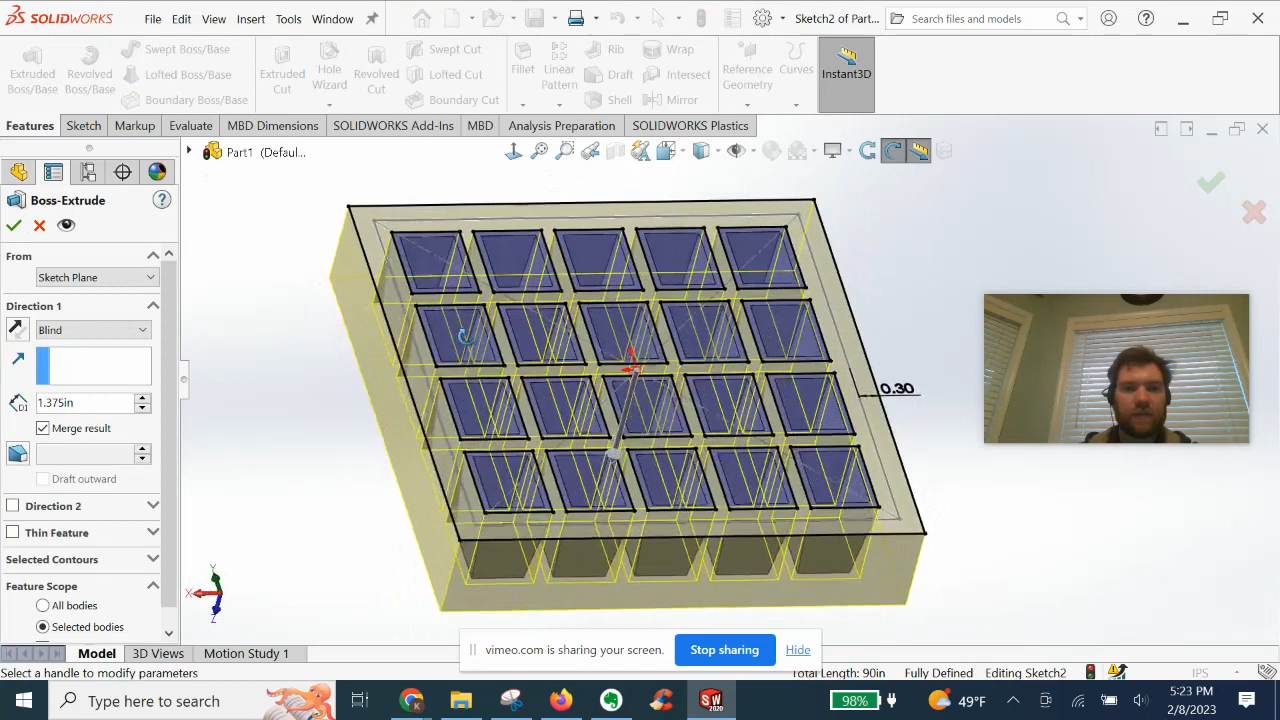 SOLIDWORKS File Edit View Insert Tools Window Sketch2 of Part... Search files and models
Extruded Boss/Base
Revolved Boss/Base
Swept Boss/Base
Lofted Boss/Base
Boundary Boss/Base
Extruded Cut
Hole Wizard
Revolved Cut
Swept Cut
Lofted Cut
Boundary Cut
Fillet
Linear Pattern
Rib
Draft
Shell
Wrap
Intersect
Mirror
Reference Geometry
Curves
Instant3D
Features Sketch Markup Evaluate MBD Dimensions SOLIDWORKS Add-Ins MBD Analysis Preparation SOLIDWORKS Plastics
Part1 (Defaul...
Boss-Extrude
From
Sketch Plane
Direction 1
Blind
D1 1.375in
Merge result
Draft outward
Direction 2
Thin Feature
Selected Contours
Feature Scope
All bodies
Selected bodies
0.30
Y
X
Z
Model 3D Views Motion Study 1
vimeo.com is sharing your screen. Stop sharing Hide
Select a handle to modify parameters Total Length: 90in Fully Defined Editing Sketch2 IPS
Type here to search
SW
2020
98%
49°F
5:23 PM
2/8/2023